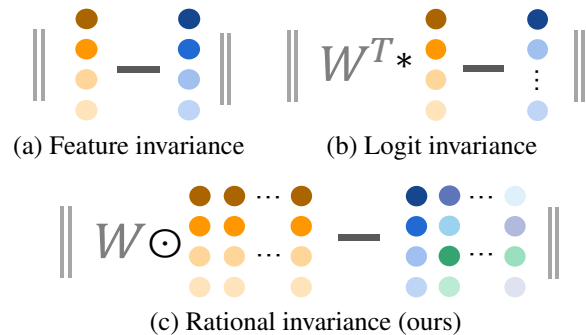 ‖ − ‖
‖ W^T * − ⋮ ‖
(a) Feature invariance (b) Logit invariance
‖ W ⊙ ... ... − ... ... ‖
(c) Rational invariance (ours)